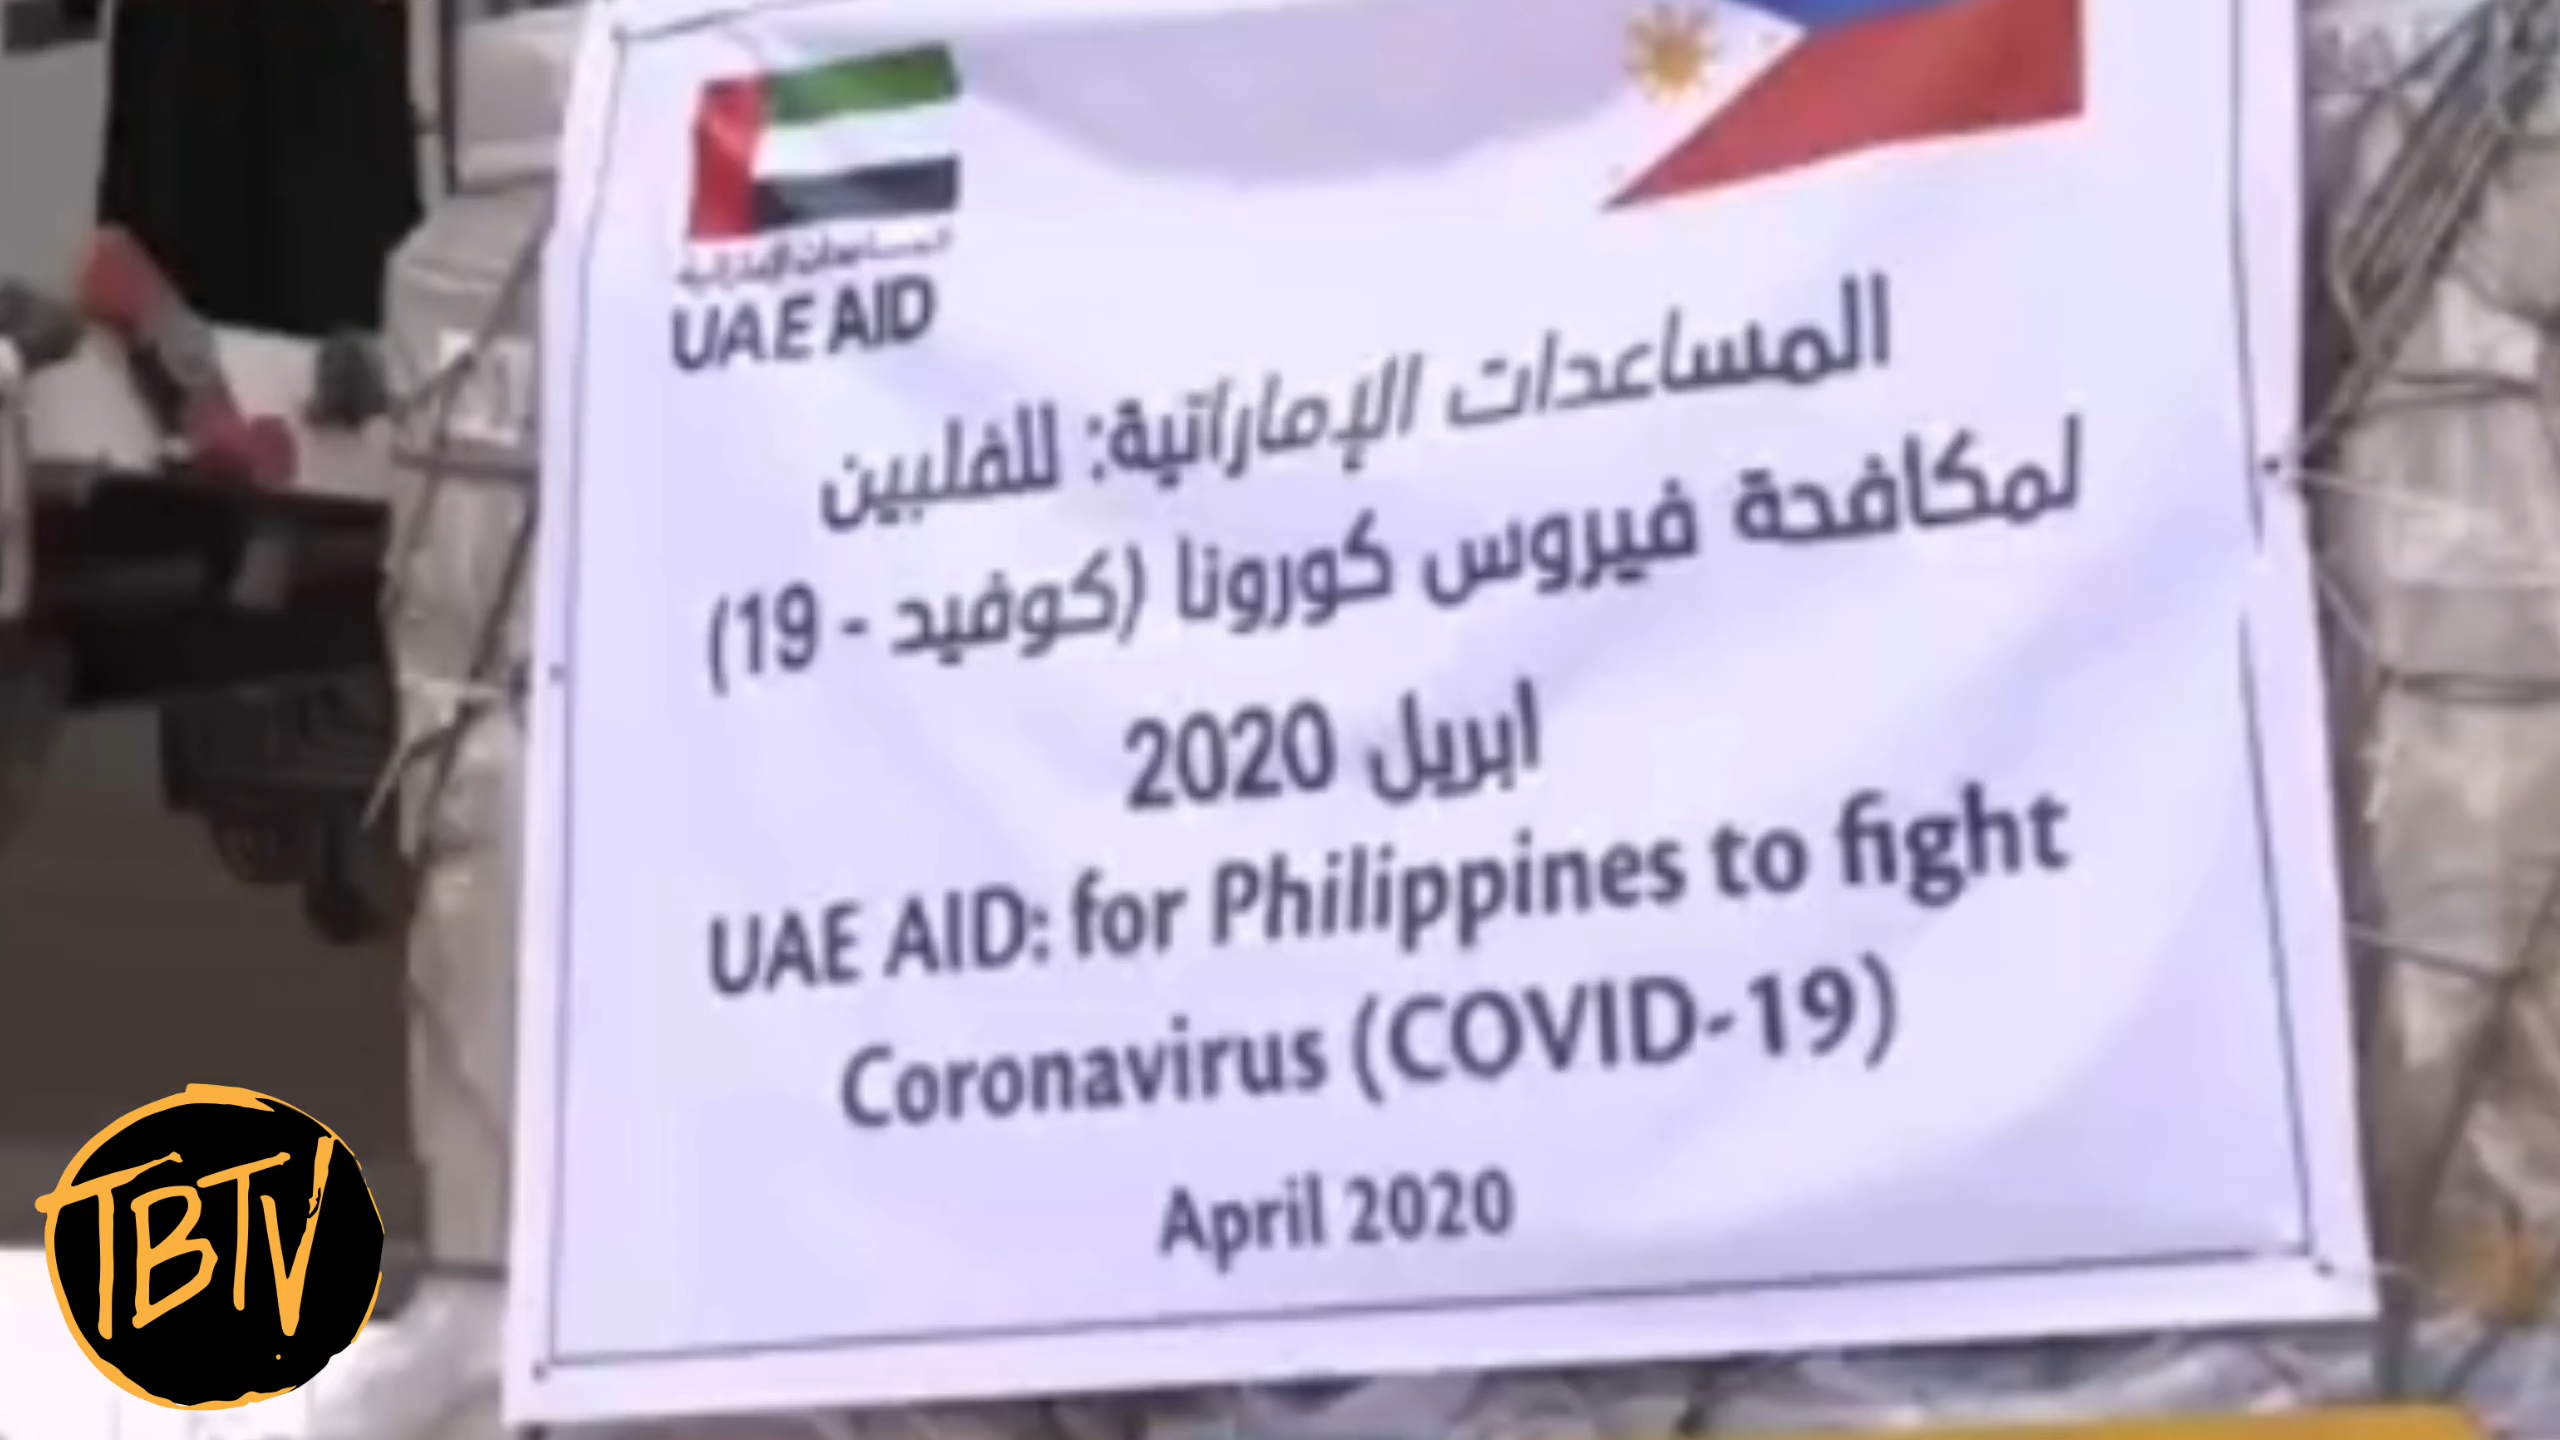 المساعدات الإماراتية
UAE AID
المساعدات الإماراتية: للفلبين
لمكافحة فيروس كورونا (كوفيد - 19)
ابريل 2020
UAE AID: for Philippines to fight
Coronavirus (COVID-19)
April 2020
TBTV